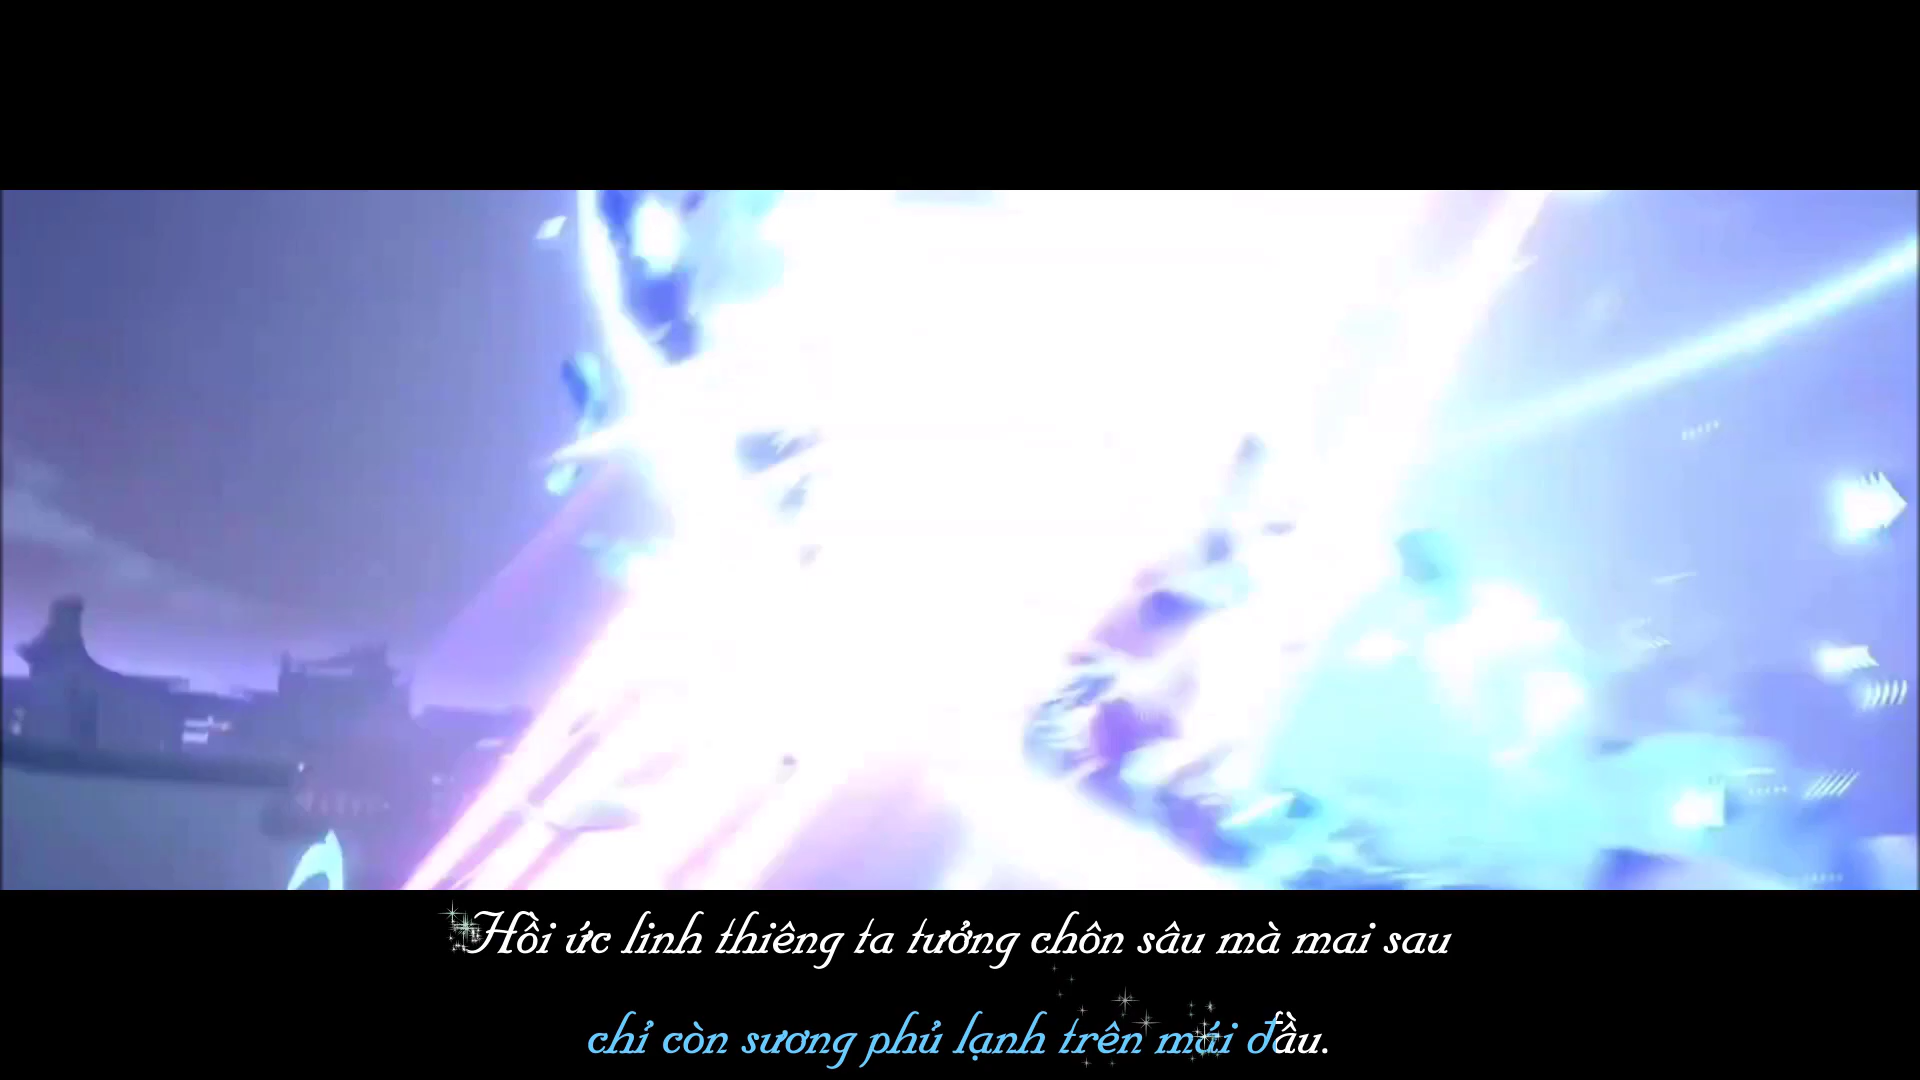 Hồi ức linh thiêng ta tưởng chôn sâu mà mai sau
chỉ còn sương phủ lạnh trên mái đầu.